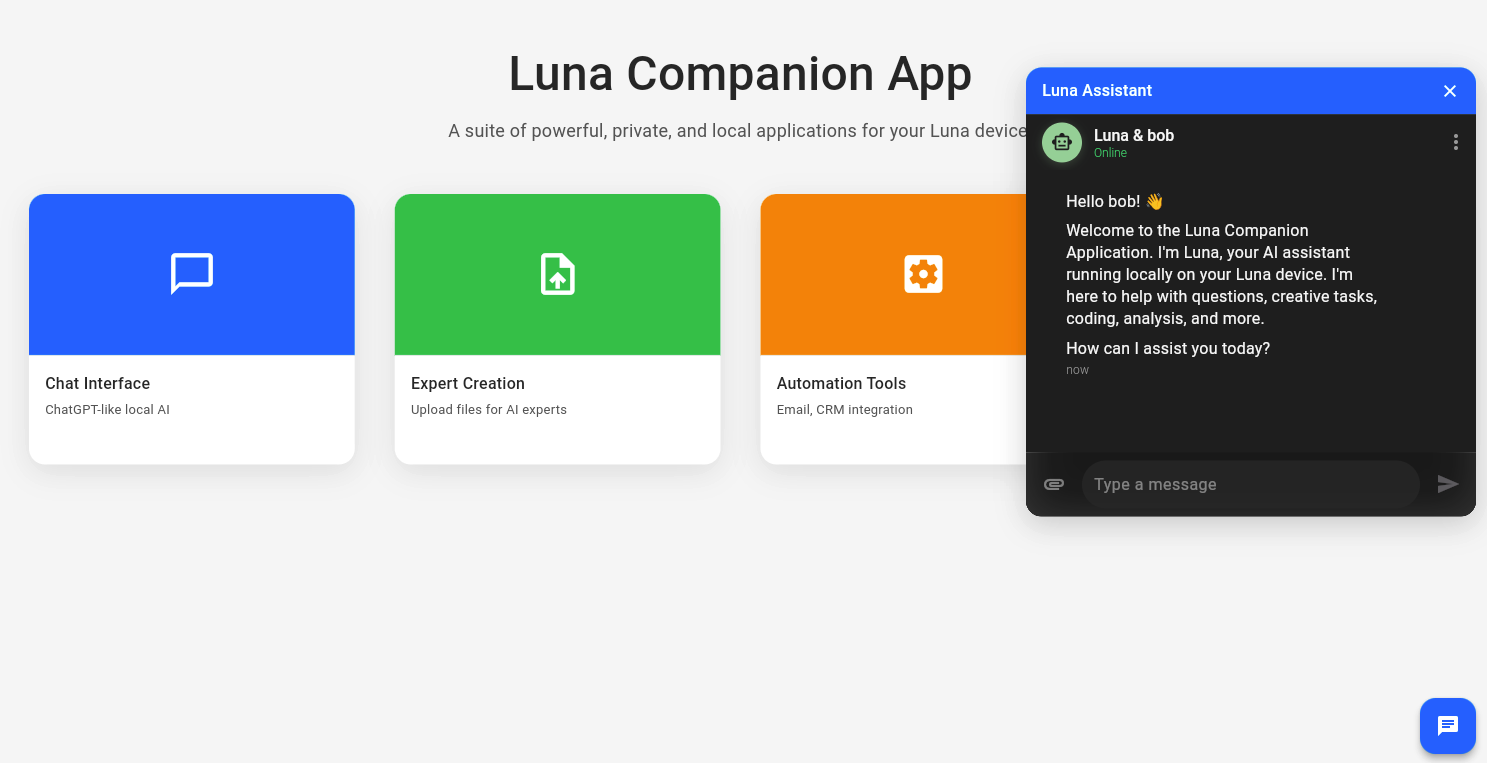 Luna Companion App
A suite of powerful, private, and local applications for your Luna device
Chat Interface
ChatGPT-like local AI
Expert Creation
Upload files for AI experts
Automation Tools
Email, CRM integration
Luna Assistant
Luna & bob
Online
Hello bob! 👋
Welcome to the Luna Companion
Application. I'm Luna, your AI assistant
running locally on your Luna device. I'm
here to help with questions, creative tasks,
coding, analysis, and more.
How can I assist you today?
now
Type a message